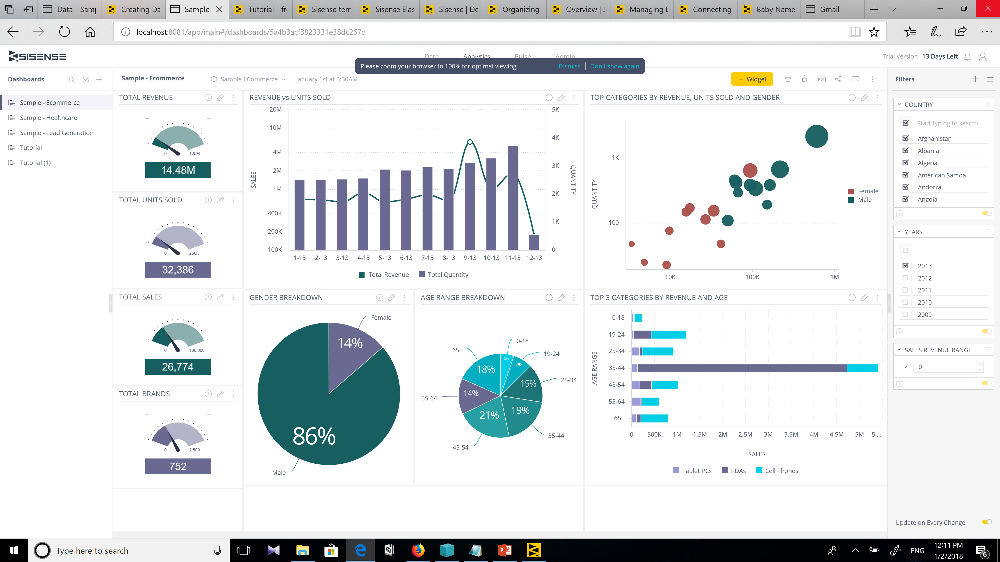 Data - Samp
Creating Da
Sample
Tutorial - fr
Sisense terr
Sisense Elas
Sisense | Do
Organizing
Overview | S
Managing D
Connecting
Baby Name
Gmail
localhost:8081/app/main#/dashboards/5a4b3acf3823331e38dc267d
SISENSE
Data
Analytics
Pulse
Admin
Trial Version 13 Days Left
Please zoom your browser to 100% for optimal viewing
Dismiss
Don't show again
Dashboards
Sample - Ecommerce
Sample - Healthcare
Sample - Lead Generation
Tutorial
Tutorial (1)
Sample - Ecommerce
Sample ECommerce
January 1st at 3:30AM
+ Widget
PDF
TOTAL REVENUE
0
125M
14.48M
TOTAL UNITS SOLD
0
250K
32,386
TOTAL SALES
0
100,000
26,774
TOTAL BRANDS
0
2,500
752
REVENUE vs.UNITS SOLD
20M
10M
4M
2M
1M
400K
200K
100K
SALES
5K
4K
3K
2K
1K
0
QUANTITY
1-13
2-13
3-13
4-13
5-13
6-13
7-13
8-13
9-13
10-13
11-13
12-13
Total Revenue
Total Quantity
TOP CATEGORIES BY REVENUE, UNITS SOLD AND GENDER
1K
100
QUANTITY
10K
100K
1M
Female
Male
GENDER BREAKDOWN
Female
14%
86%
Male
AGE RANGE BREAKDOWN
0-18
5%
19-24
7%
25-34
15%
35-44
19%
45-54
21%
55-64
14%
65+
18%
TOP 3 CATEGORIES BY REVENUE AND AGE
AGE RANGE
0-18
19-24
25-34
35-44
45-54
55-64
65+
0
500K
1M
1.5M
2M
2.5M
3M
3.5M
4M
4.5M
5M
5....
SALES
Tablet PCs
PDAs
Cell Phones
Filters
COUNTRY
Start typing to search...
Afghanistan
Albania
Algeria
American Samoa
Andorra
Angola
YEARS
2013
2012
2011
2010
2009
SALES REVENUE RANGE
> 0
Update on Every Change
Type here to search
ENG
12:11 PM
1/2/2018
6